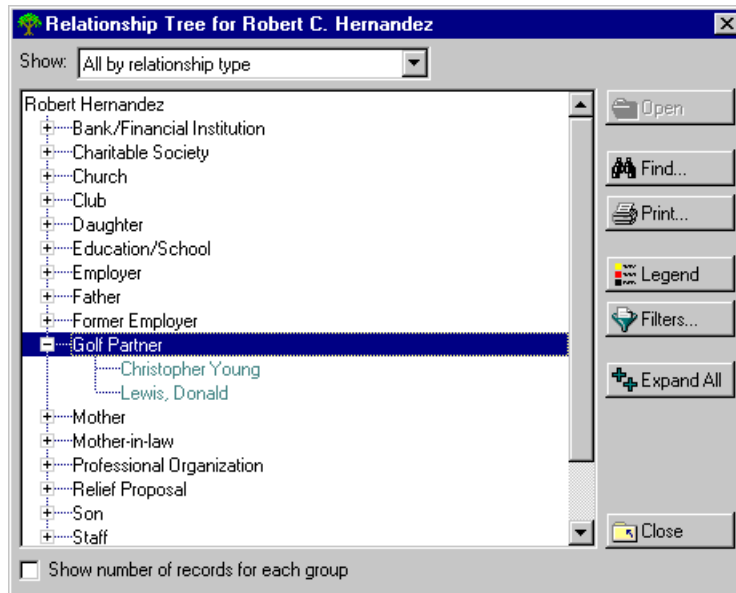 Relationship Tree for Robert C. Hernandez
Show: All by relationship type
Robert Hernandez
Bank/Financial Institution
Charitable Society
Church
Club
Daughter
Education/School
Employer
Father
Former Employer
Golf Partner
Christopher Young
Lewis, Donald
Mother
Mother-in-law
Professional Organization
Relief Proposal
Son
Staff
Open
Find...
Print...
Legend
Filters...
Expand All
Close
Show number of records for each group